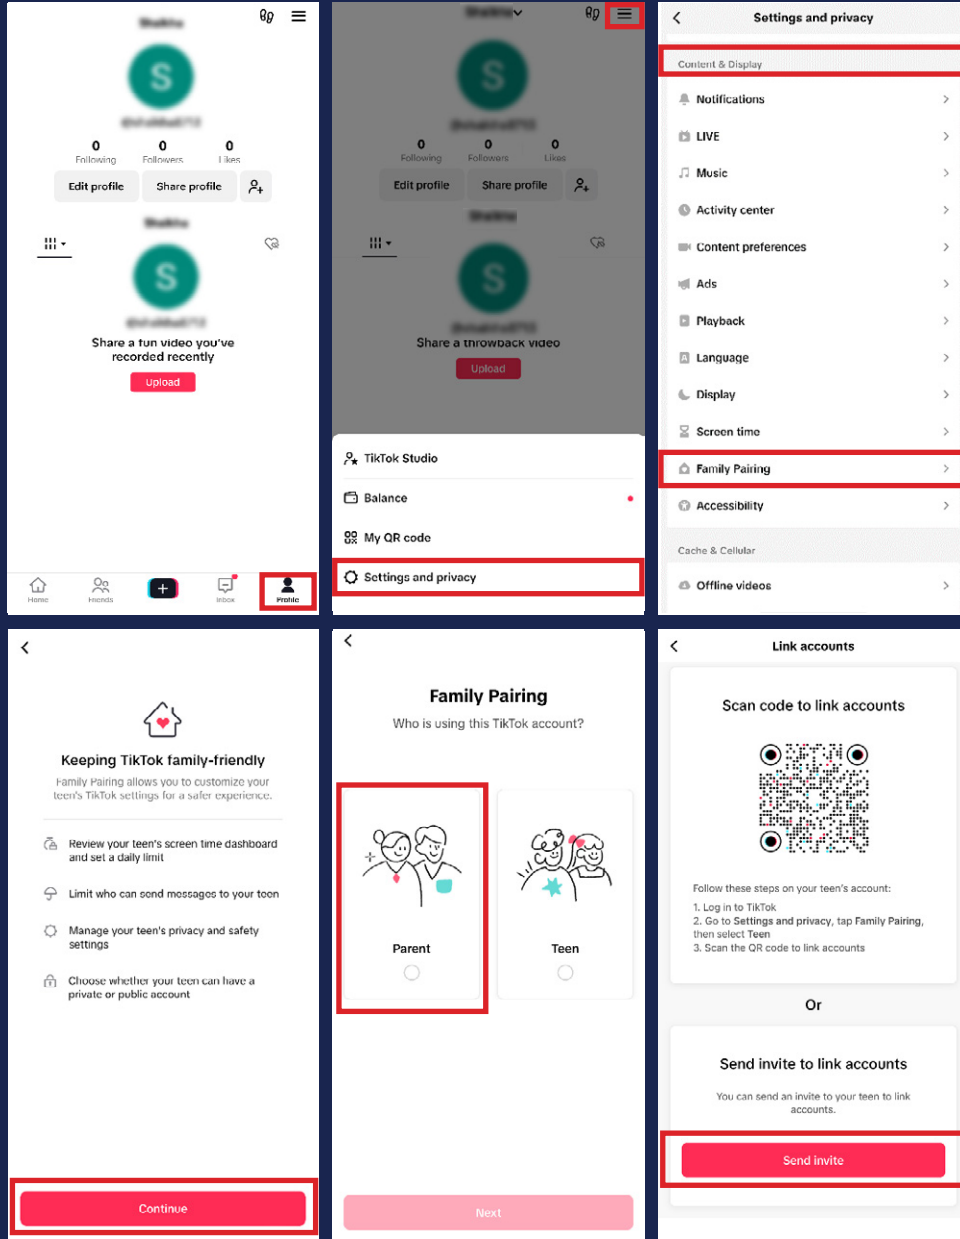 S
0 0 0
Following Followers Likes
Edit profile Share profile
S
Share a fun video you've
recorded recently
Upload
Home Friends Inbox Profile
S
0 0 0
Following Followers Likes
Edit profile Share profile
S
Share a throwback video
Upload
TikTok Studio
Balance
My QR code
Settings and privacy
Settings and privacy
Content & Display
Notifications
LIVE
Music
Activity center
Content preferences
Ads
Playback
Language
Display
Screen time
Family Pairing
Accessibility
Cache & Cellular
Offline videos
Keeping TikTok family-friendly
Family Pairing allows you to customize your
teen's TikTok settings for a safer experience.
Review your teen's screen time dashboard
and set a daily limit
Limit who can send messages to your teen
Manage your teen's privacy and safety
settings
Choose whether your teen can have a
private or public account
Continue
Family Pairing
Who is using this TikTok account?
Parent Teen
Next
Link accounts
Scan code to link accounts
Follow these steps on your teen's account:
1. Log in to TikTok
2. Go to Settings and privacy, tap Family Pairing,
then select Teen
3. Scan the QR code to link accounts
Or
Send invite to link accounts
You can send an invite to your teen to link
accounts.
Send invite